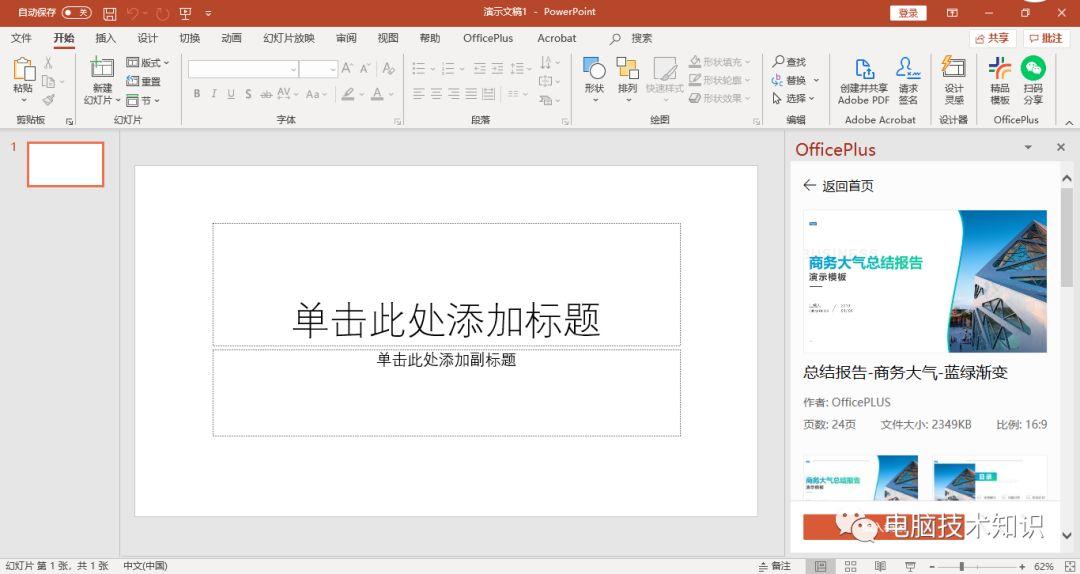 自动保存 关
演示文稿1 - PowerPoint
登录
文件 开始 插入 设计 切换 动画 幻灯片放映 审阅 视图 帮助 OfficePlus Acrobat 搜索
共享 批注
粘贴
剪贴板
新建
幻灯片
版式
重置
节
幻灯片
B I U S ab AV Aa A
字体
段落
形状 排列 快速样式
形状填充
形状轮廓
形状效果
绘图
查找
替换
选择
编辑
创建并共享
Adobe PDF
请求
签名
Adobe Acrobat
设计
灵感
设计器
精品
模板
扫码
分享
OfficePlus
1
单击此处添加标题
单击此处添加副标题
OfficePlus
返回首页
BUSINESS
商务大气总结报告
演示模板
总结报告-商务大气-蓝绿渐变
作者: OfficePLUS
页数: 24页 文件大小: 2349KB 比例: 16:9
商务大气总结报告
演示模板
目录
电脑技术知识
幻灯片 第 1 张，共 1 张 中文(中国)
备注
62%